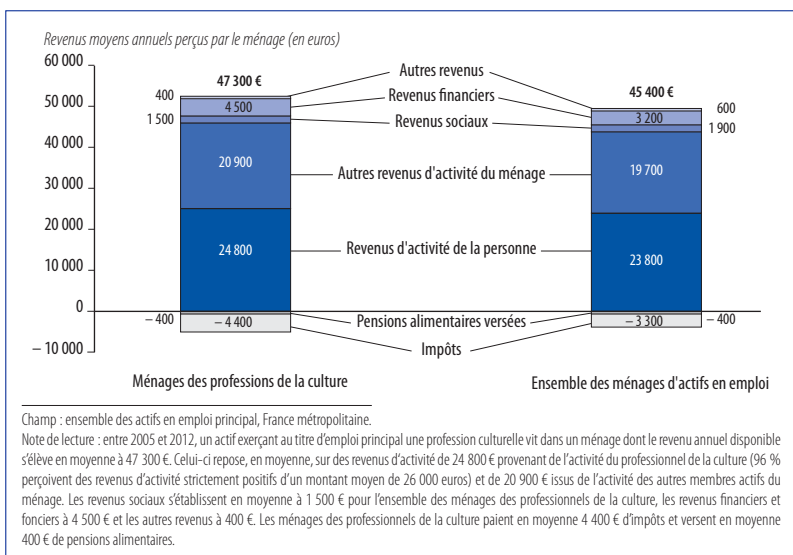 Revenus moyens annuels perçus par le ménage (en euros)
60 000
50 000
40 000
30 000
20 000
10 000
0
– 10 000
47 300 €
400
4 500
1 500
20 900
24 800
– 400
– 4 400
Autres revenus
Revenus financiers
Revenus sociaux
Autres revenus d'activité du ménage
Revenus d'activité de la personne
Pensions alimentaires versées
Impôts
45 400 €
600
3 200
1 900
19 700
23 800
– 3 300
– 400
Ménages des professions de la culture
Ensemble des ménages d'actifs en emploi
Champ : ensemble des actifs en emploi principal, France métropolitaine.
Note de lecture : entre 2005 et 2012, un actif exerçant au titre d'emploi principal une profession culturelle vit dans un ménage dont le revenu annuel disponible
s'élève en moyenne à 47 300 €. Celui-ci repose, en moyenne, sur des revenus d'activité de 24 800 € provenant de l'activité du professionnel de la culture (96 %
perçoivent des revenus d'activité strictement positifs d'un montant moyen de 26 000 euros) et de 20 900 € issus de l'activité des autres membres actifs du
ménage. Les revenus sociaux s'établissent en moyenne à 1 500 € pour l'ensemble des ménages des professionnels de la culture, les revenus financiers et
fonciers à 4 500 € et les autres revenus à 400 €. Les ménages des professionnels de la culture paient en moyenne 4 400 € d'impôts et versent en moyenne
400 € de pensions alimentaires.